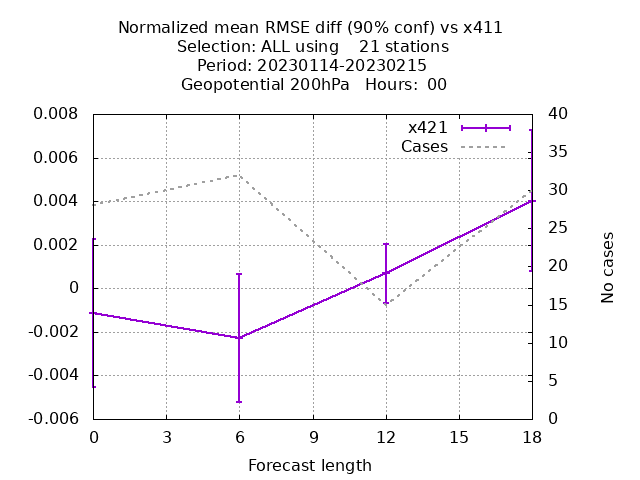 Normalized mean RMSE diff (90% conf) vs x411
Selection: ALL using    21 stations
Period: 20230114-20230215
Geopotential 200hPa   Hours:  00
x421
Cases
0.008
0.006
0.004
0.002
0
-0.002
-0.004
-0.006
40
35
30
25
20
15
10
5
0
No cases
0 3 6 9 12 15 18
Forecast length